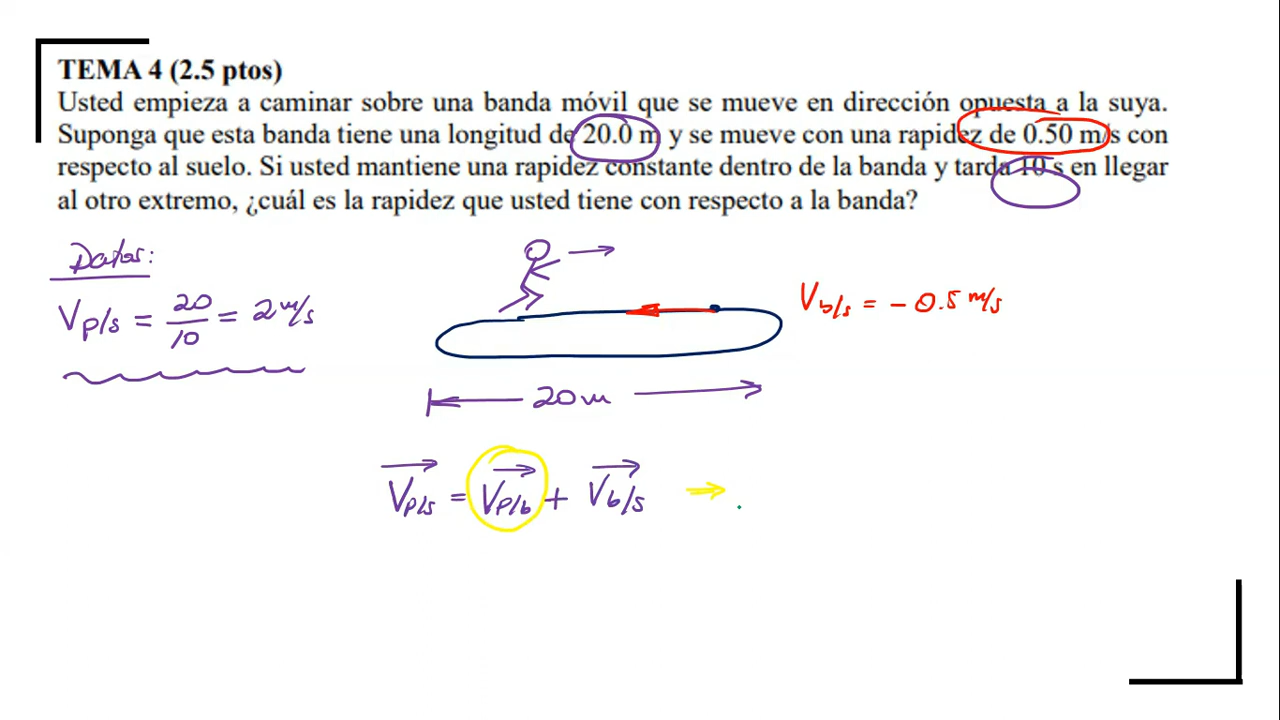 TEMA 4 (2.5 ptos)
Usted empieza a caminar sobre una banda móvil que se mueve en dirección opuesta a la suya.
Suponga que esta banda tiene una longitud de 20.0 m y se mueve con una rapidez de 0.50 m/s con
respecto al suelo. Si usted mantiene una rapidez constante dentro de la banda y tarda 10 s en llegar
al otro extremo, ¿cuál es la rapidez que usted tiene con respecto a la banda?
Datos:
Vp/s = 20/10 = 2 m/s
Vb/s = - 0.5 m/s
20m
Vp/s = Vp/b + Vb/s ⇒